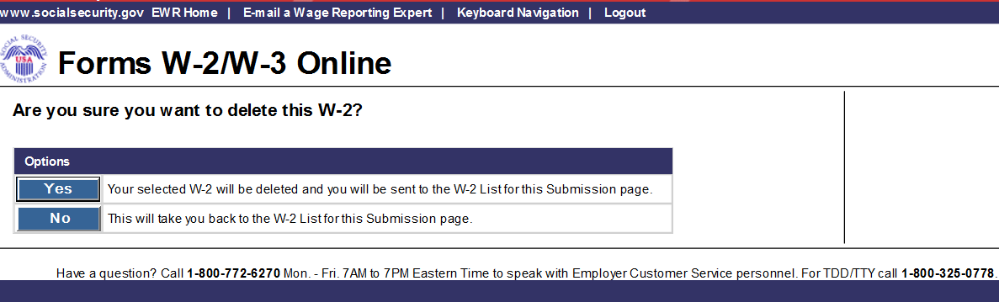 www.socialsecurity.gov EWR Home | E-mail a Wage Reporting Expert | Keyboard Navigation | Logout
SOCIAL SECURITY ADMINISTRATION
USA
Forms W-2/W-3 Online
Are you sure you want to delete this W-2?
Options
Yes Your selected W-2 will be deleted and you will be sent to the W-2 List for this Submission page.
No This will take you back to the W-2 List for this Submission page.
Have a question? Call 1-800-772-6270 Mon. - Fri. 7AM to 7PM Eastern Time to speak with Employer Customer Service personnel. For TDD/TTY call 1-800-325-0778.